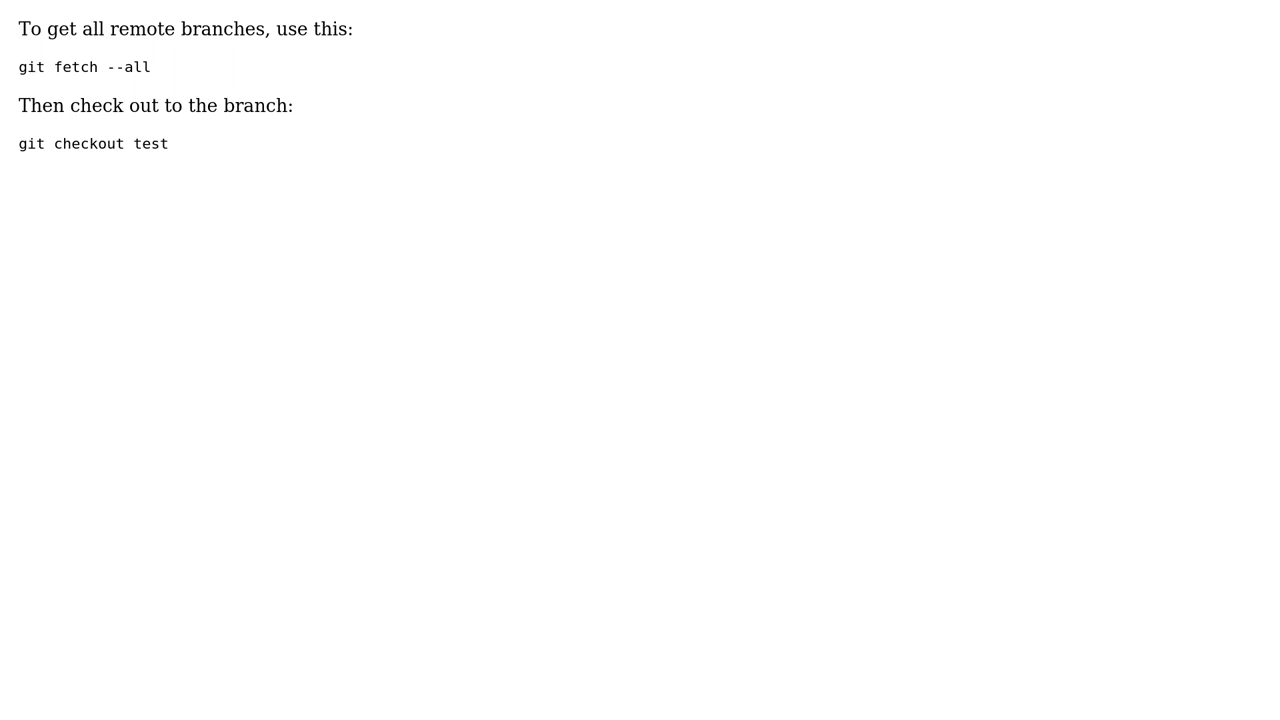 To get all remote branches, use this:
git fetch --all
Then check out to the branch:
git checkout test